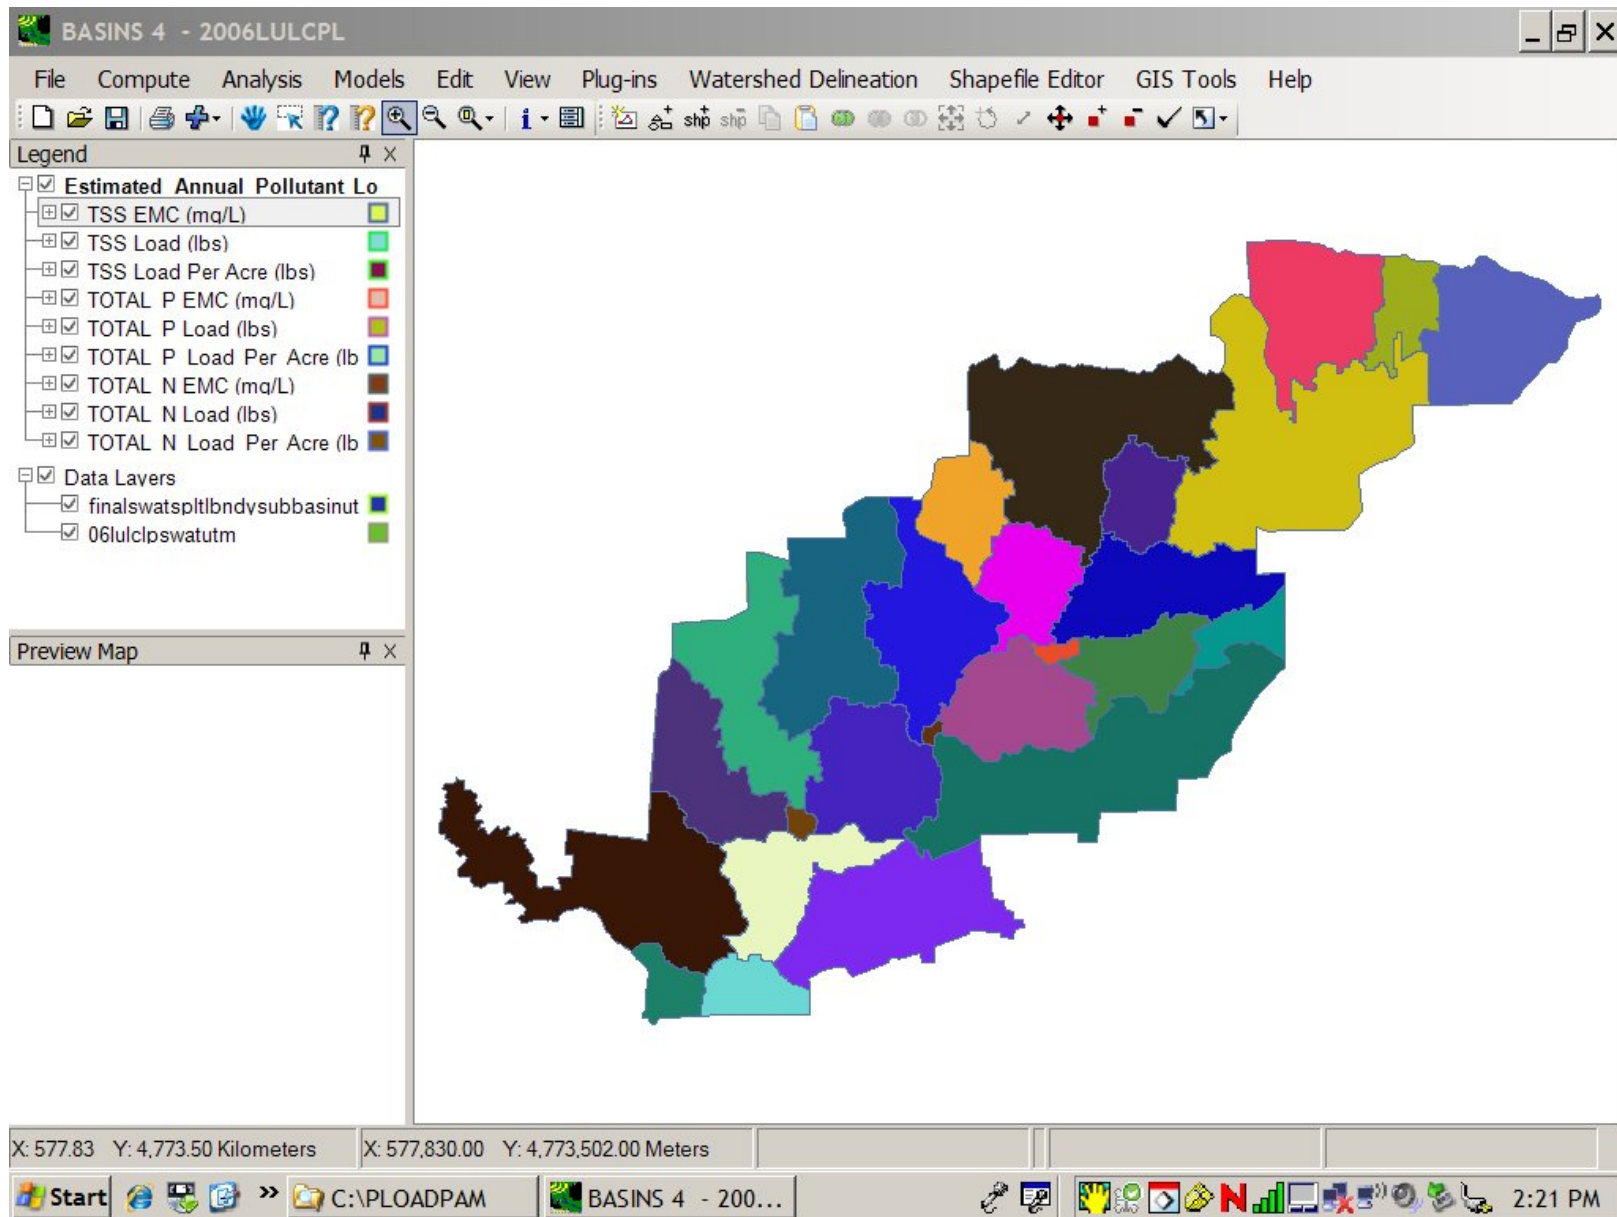 BASINS 4 - 2006LULCPL
File Compute Analysis Models Edit View Plug-ins Watershed Delineation Shapefile Editor GIS Tools Help
shp shp
Legend
Estimated Annual Pollutant Lo
TSS EMC (mg/L)
TSS Load (lbs)
TSS Load Per Acre (lbs)
TOTAL P EMC (mg/L)
TOTAL P Load (lbs)
TOTAL P Load Per Acre (lb
TOTAL N EMC (mg/L)
TOTAL N Load (lbs)
TOTAL N Load Per Acre (lb
Data Layers
finalswatspltlbndysubbasinut
06lulclpswatutm
Preview Map
X: 577.83 Y: 4,773.50 Kilometers X: 577,830.00 Y: 4,773,502.00 Meters
Start C:\PLOADPAM BASINS 4 - 200... N 2:21 PM